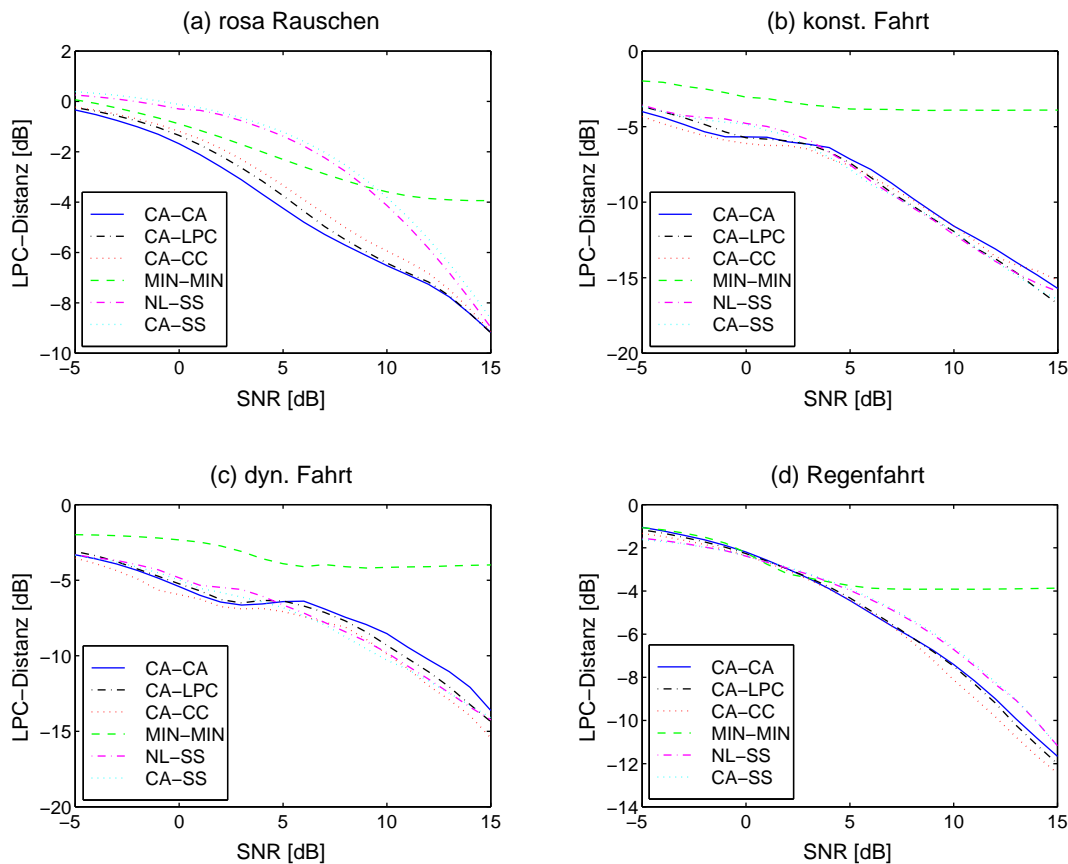 (a) rosa Rauschen
2
0
−2
−4
−6
−8
−10
LPC−Distanz [dB]
CA−CA
CA−LPC
CA−CC
MIN−MIN
NL−SS
CA−SS
−5 0 5 10 15
SNR [dB]
(b) konst. Fahrt
0
−5
−10
−15
−20
LPC−Distanz [dB]
CA−CA
CA−LPC
CA−CC
MIN−MIN
NL−SS
CA−SS
−5 0 5 10 15
SNR [dB]
(c) dyn. Fahrt
0
−5
−10
−15
−20
LPC−Distanz [dB]
CA−CA
CA−LPC
CA−CC
MIN−MIN
NL−SS
CA−SS
−5 0 5 10 15
SNR [dB]
(d) Regenfahrt
0
−2
−4
−6
−8
−10
−12
−14
LPC−Distanz [dB]
CA−CA
CA−LPC
CA−CC
MIN−MIN
NL−SS
CA−SS
−5 0 5 10 15
SNR [dB]